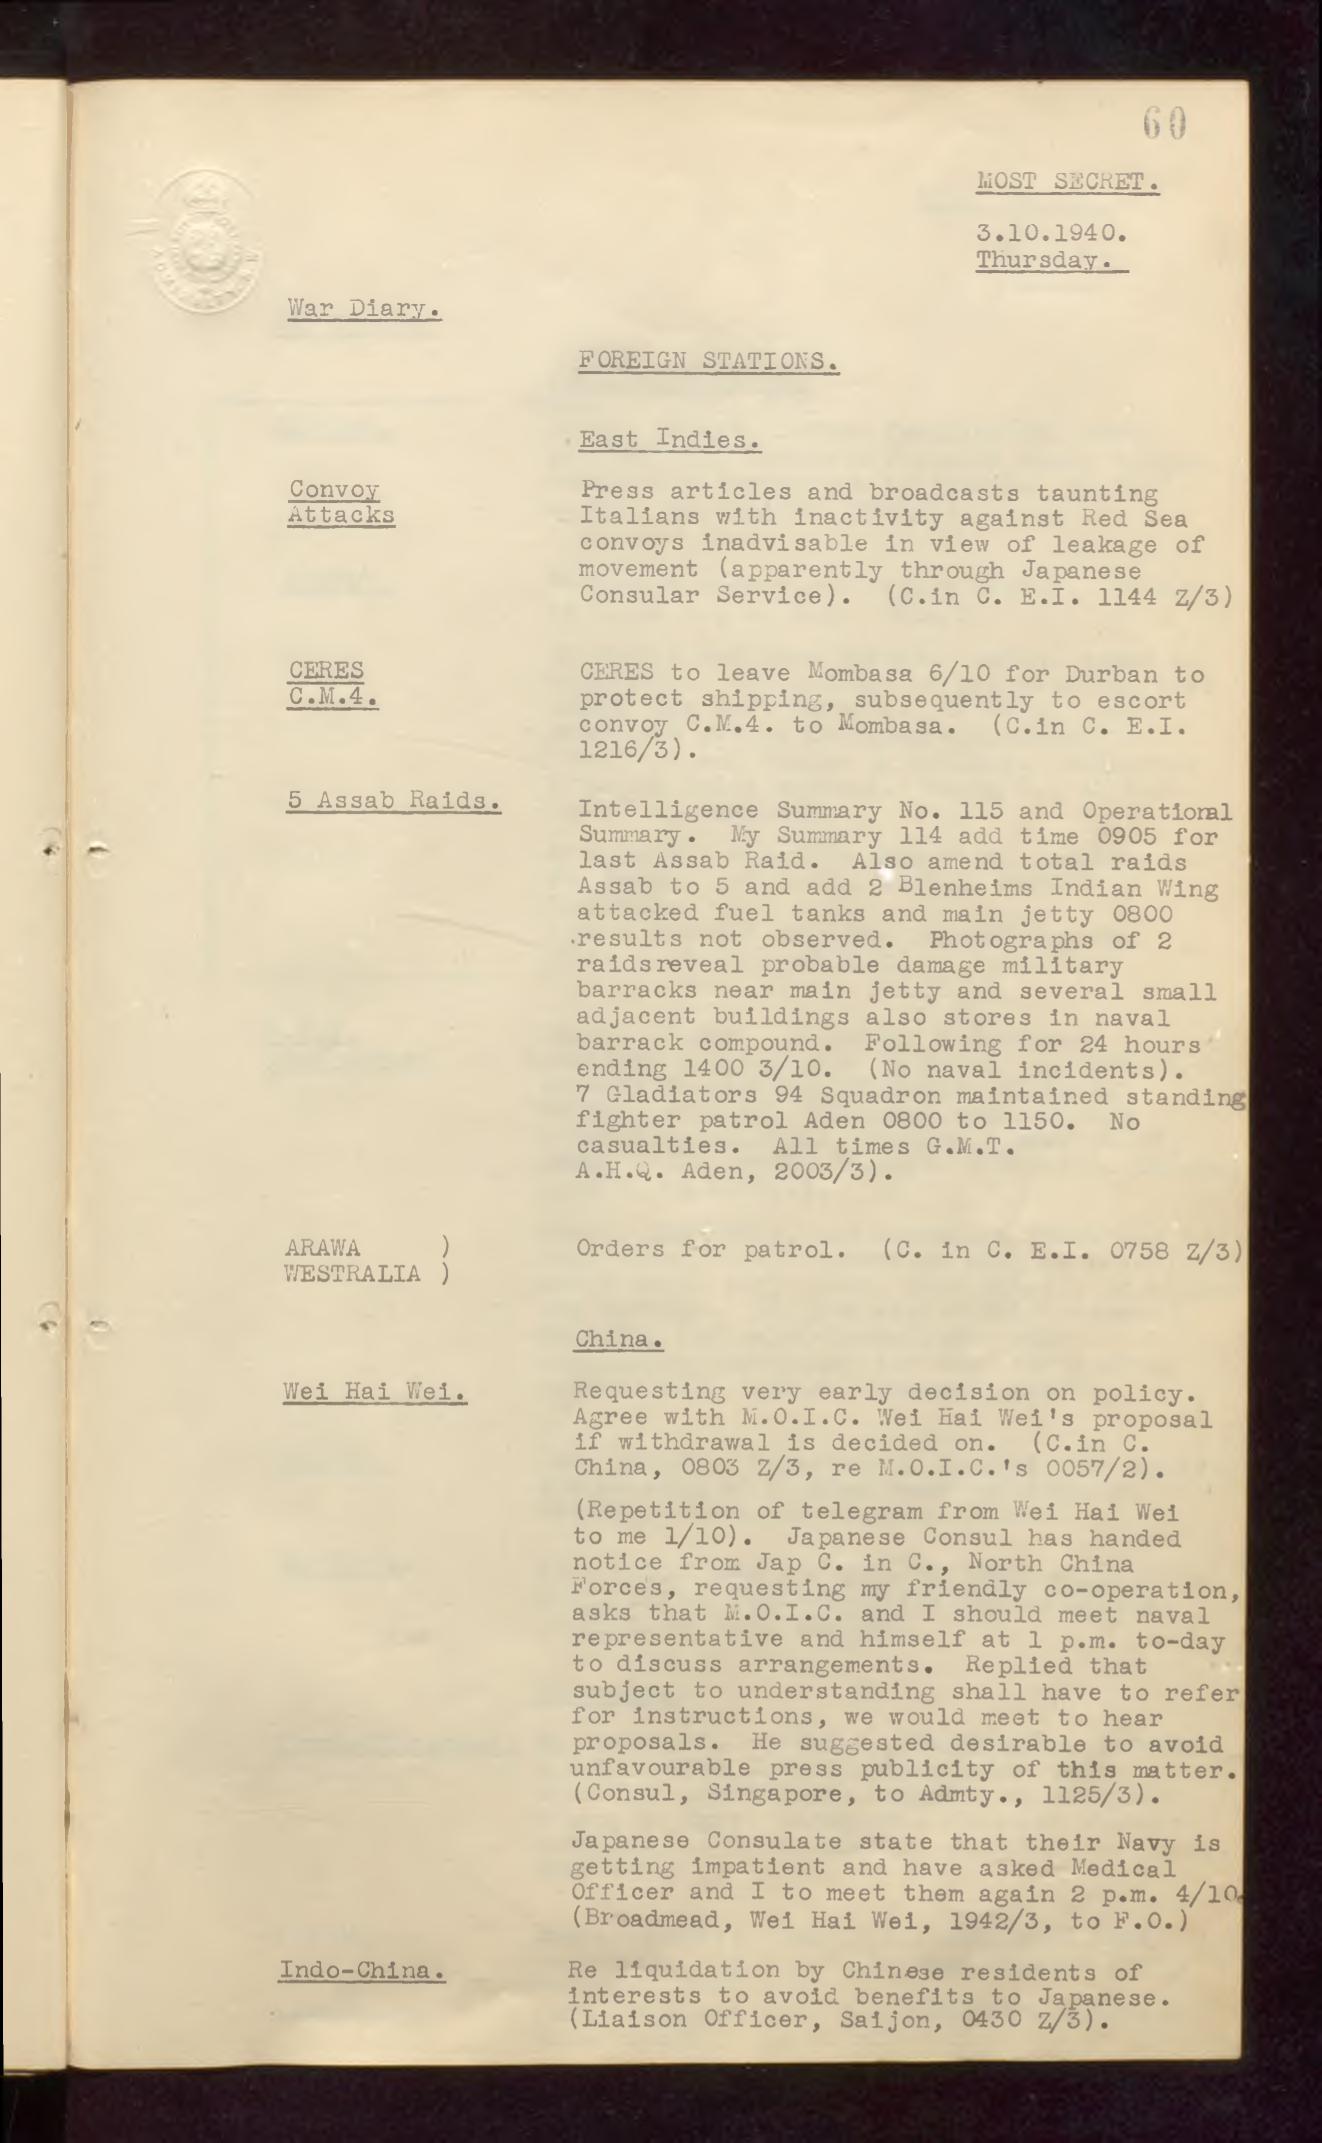 60
MOST SECRET.
3.10.1940.
Thursday.
War Diary.
FOREIGN STATIONS.
East Indies.
Convoy
Attacks
Press articles and broadcasts taunting
Italians with inactivity against Red Sea
convoys inadvisable in view of leakage of
movement (apparently through Japanese
Consular Service). (C.in C. E.I. 1144 Z/3)
CERES
C.M.4.
CERES to leave Mombasa 6/10 for Durban to
protect shipping, subsequently to escort
convoy C.M.4. to Mombasa. (C.in C. E.I.
1216/3).
5 Assab Raids.
Intelligence Summary No. 115 and Operational
Summary. My Summary 114 add time 0905 for
last Assab Raid. Also amend total raids
Assab to 5 and add 2 Blenheims Indian Wing
attacked fuel tanks and main jetty 0800
results not observed. Photographs of 2
raidsreveal probable damage military
barracks near main jetty and several small
adjacent buildings also stores in naval
barrack compound. Following for 24 hours
ending 1400 3/10. (No naval incidents).
7 Gladiators 94 Squadron maintained standing
fighter patrol Aden 0800 to 1150. No
casualties. All times G.M.T.
A.H.Q. Aden, 2003/3).
ARAWA )
WESTRALIA )
Orders for patrol. (C. in C. E.I. 0758 Z/3)
China.
Wei Hai Wei.
Requesting very early decision on policy.
Agree with M.O.I.C. Wei Hai Wei's proposal
if withdrawal is decided on. (C.in C.
China, 0803 Z/3, re M.O.I.C.'s 0057/2).
(Repetition of telegram from Wei Hai Wei
to me 1/10). Japanese Consul has handed
notice from Jap C. in C., North China
Forces, requesting my friendly co-operation,
asks that M.O.I.C. and I should meet naval
representative and himself at 1 p.m. to-day
to discuss arrangements. Replied that
subject to understanding shall have to refer
for instructions, we would meet to hear
proposals. He suggested desirable to avoid
unfavourable press publicity of this matter.
(Consul, Singapore, to Admty., 1125/3).
Japanese Consulate state that their Navy is
getting impatient and have asked Medical
Officer and I to meet them again 2 p.m. 4/10.
(Broadmead, Wei Hai Wei, 1942/3, to F.O.)
Indo-China.
Re liquidation by Chinese residents of
interests to avoid benefits to Japanese.
(Liaison Officer, Saijon, 0430 Z/3).